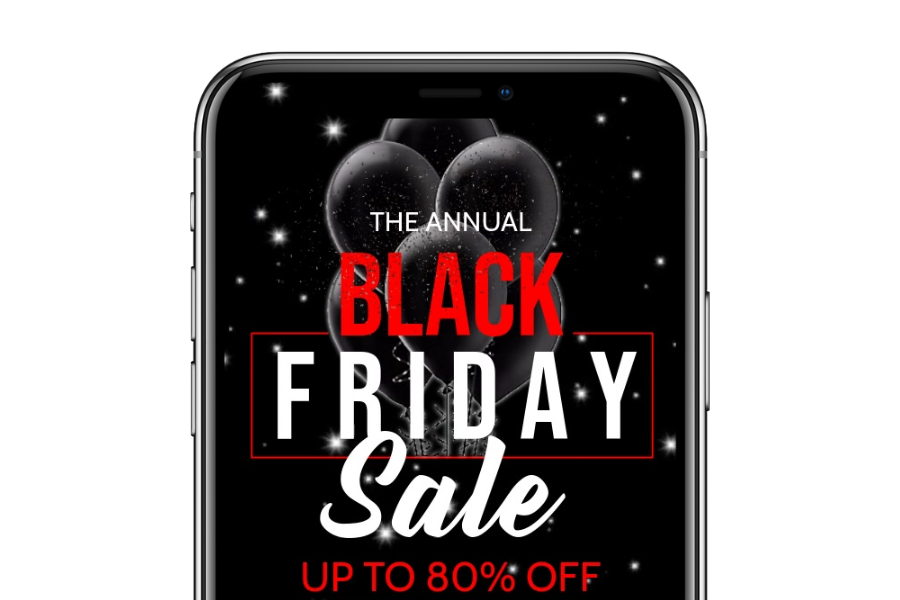 THE ANNUAL
BLACK
FRIDAY
Sale
UP TO 80% OFF